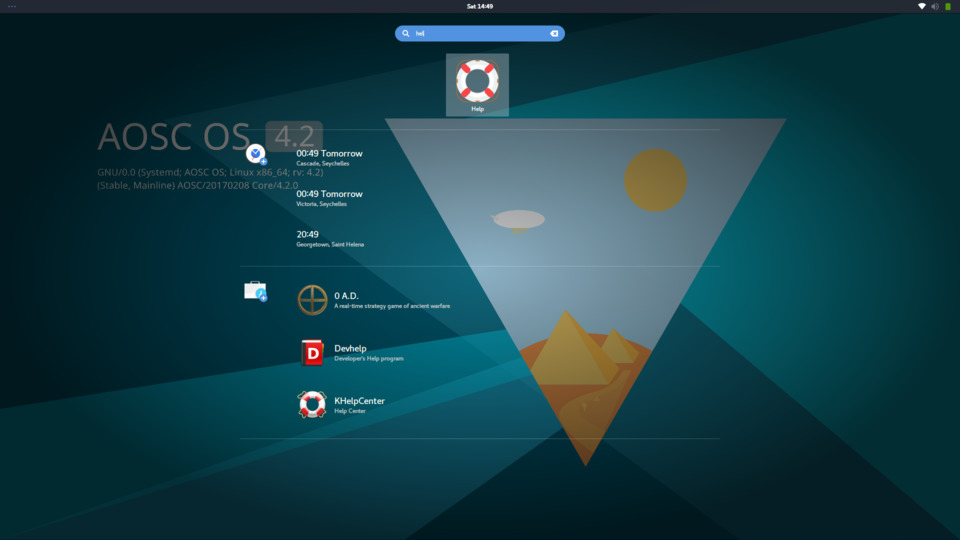 Sat 14:49
hel
Help
AOSC OS 4.2
GNU/0.0 (Systemd; AOSC OS; Linux x86_64; rv: 4.2)
(Stable, Mainline) AOSC/20170208 Core/4.2.0
00:49 Tomorrow
Cascade, Seychelles
00:49 Tomorrow
Victoria, Seychelles
20:49
Georgetown, Saint Helena
0 A.D.
A real-time strategy game of ancient warfare
D
Devhelp
Developer's Help program
KHelpCenter
Help Center